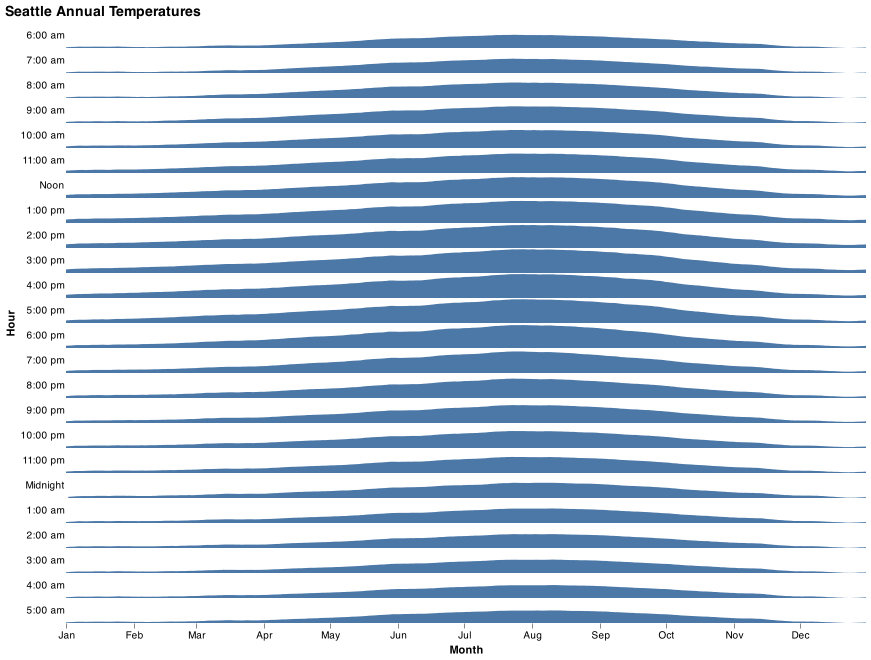 Seattle Annual Temperatures
6:00 am
7:00 am
8:00 am
9:00 am
10:00 am
11:00 am
Noon
1:00 pm
2:00 pm
3:00 pm
4:00 pm
5:00 pm
6:00 pm
7:00 pm
8:00 pm
9:00 pm
10:00 pm
11:00 pm
Midnight
1:00 am
2:00 am
3:00 am
4:00 am
5:00 am
Hour
Jan Feb Mar Apr May Jun Jul Aug Sep Oct Nov Dec
Month